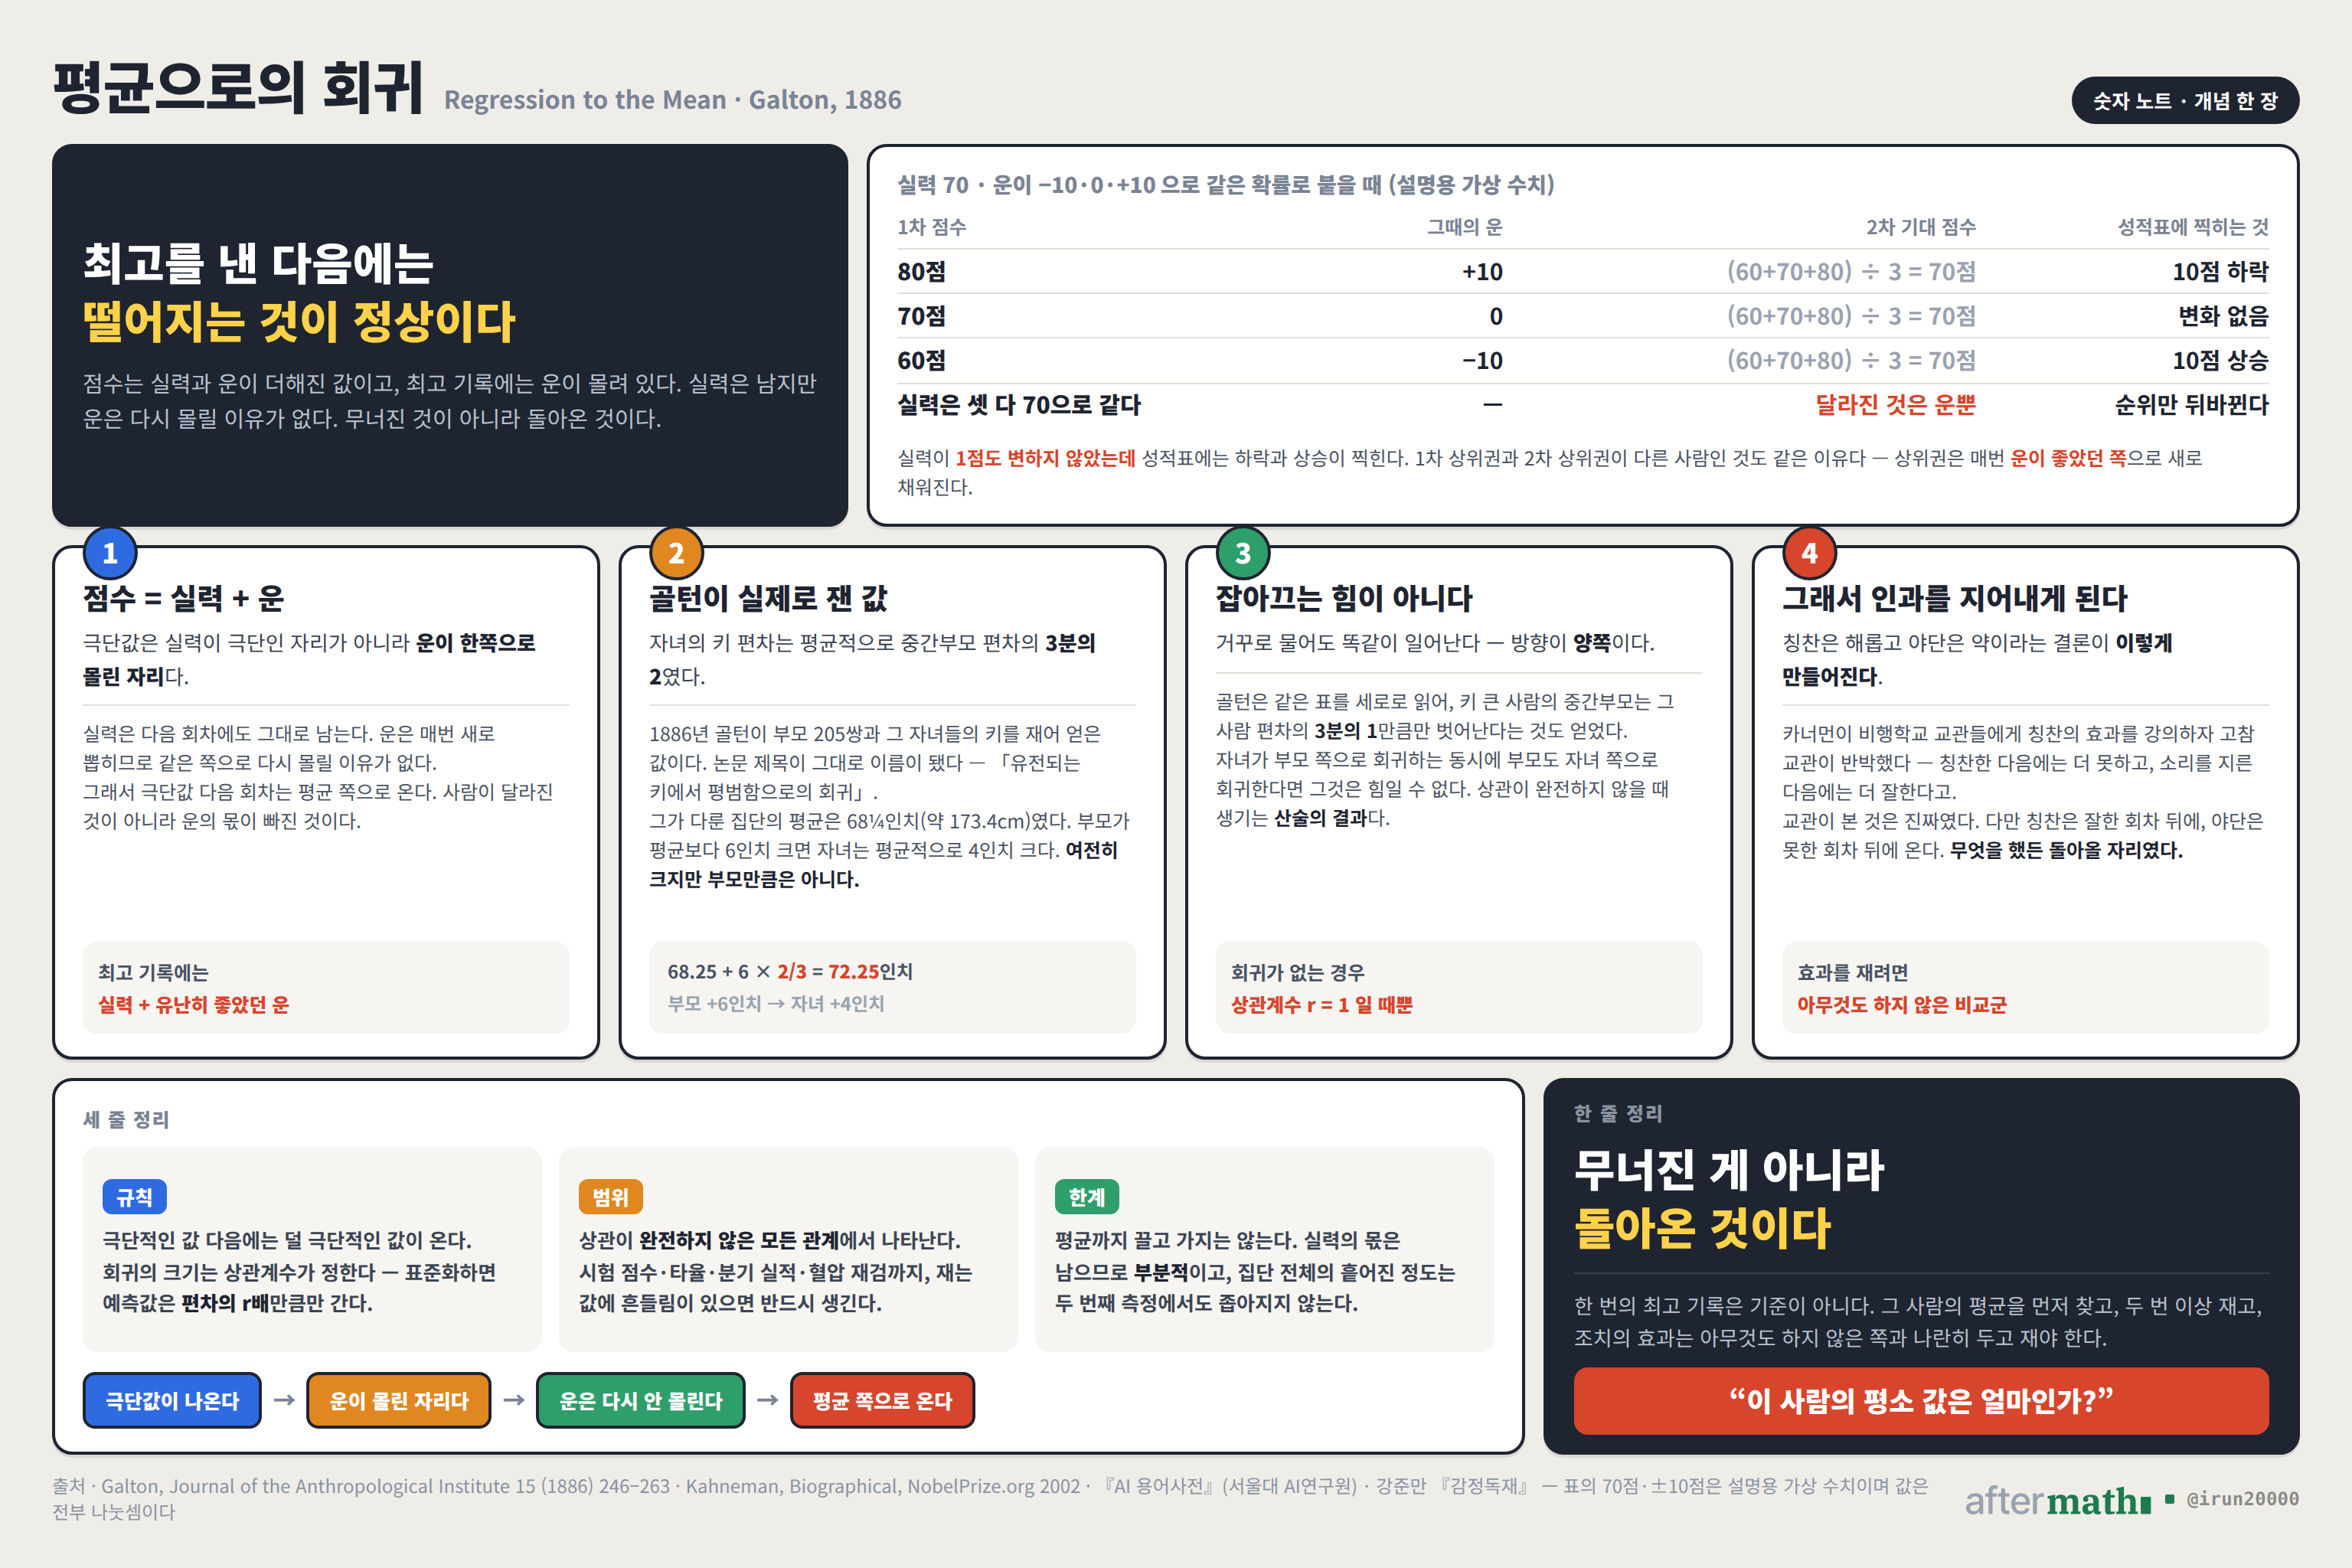 평균으로의 회귀 Regression to the Mean · Galton, 1886
숫자 노트 · 개념 한 장
최고를 낸 다음에는
떨어지는 것이 정상이다
점수는 실력과 운이 더해진 값이고, 최고 기록에는 운이 몰려 있다. 실력은 남지만
운은 다시 몰릴 이유가 없다. 무너진 것이 아니라 돌아온 것이다.
실력 70 · 운이 −10·0·+10 으로 같은 확률로 붙을 때 (설명용 가상 수치)
1차 점수 그때의 운 2차 기대 점수 성적표에 찍히는 것
80점 +10 (60+70+80) ÷ 3 = 70점 10점 하락
70점 0 (60+70+80) ÷ 3 = 70점 변화 없음
60점 −10 (60+70+80) ÷ 3 = 70점 10점 상승
실력은 셋 다 70으로 같다 — 달라진 것은 운뿐 순위만 뒤바뀐다
실력이 1점도 변하지 않았는데 성적표에는 하락과 상승이 찍힌다. 1차 상위권과 2차 상위권이 다른 사람인 것도 같은 이유다 — 상위권은 매번 운이 좋았던 쪽으로 새로
채워진다.
1
점수 = 실력 + 운
극단값은 실력이 극단인 자리가 아니라 운이 한쪽으로
몰린 자리다.
실력은 다음 회차에도 그대로 남는다. 운은 매번 새로
뽑히므로 같은 쪽으로 다시 몰릴 이유가 없다.
그래서 극단값 다음 회차는 평균 쪽으로 온다. 사람이 달라진
것이 아니라 운의 몫이 빠진 것이다.
최고 기록에는
실력 + 유난히 좋았던 운
2
골턴이 실제로 잰 값
자녀의 키 편차는 평균적으로 중간부모 편차의 3분의
2였다.
1886년 골턴이 부모 205쌍과 그 자녀들의 키를 재어 얻은
값이다. 논문 제목이 그대로 이름이 됐다 — 「유전되는
키에서 평범함으로의 회귀」.
그가 다룬 집단의 평균은 68¼인치(약 173.4cm)였다. 부모가
평균보다 6인치 크면 자녀는 평균적으로 4인치 크다. 여전히
크지만 부모만큼은 아니다.
68.25 + 6 × 2/3 = 72.25인치
부모 +6인치 → 자녀 +4인치
3
잡아끄는 힘이 아니다
거꾸로 물어도 똑같이 일어난다 — 방향이 양쪽이다.
골턴은 같은 표를 세로로 읽어, 키 큰 사람의 중간부모는 그
사람 편차의 3분의 1만큼만 벗어난다는 것도 얻었다.
자녀가 부모 쪽으로 회귀하는 동시에 부모도 자녀 쪽으로
회귀한다면 그것은 힘일 수 없다. 상관이 완전하지 않을 때
생기는 산술의 결과다.
회귀가 없는 경우
상관계수 r = 1 일 때뿐
4
그래서 인과를 지어내게 된다
칭찬은 해롭고 야단은 약이라는 결론이 이렇게
만들어진다.
카너먼이 비행학교 교관들에게 칭찬의 효과를 강의하자 고참
교관이 반박했다 — 칭찬한 다음에는 더 못하고, 소리를 지른
다음에는 더 잘한다고.
교관이 본 것은 진짜였다. 다만 칭찬은 잘한 회차 뒤에, 야단은
못한 회차 뒤에 온다. 무엇을 했든 돌아올 자리였다.
효과를 재려면
아무것도 하지 않은 비교군
세 줄 정리
규칙
극단적인 값 다음에는 덜 극단적인 값이 온다.
회귀의 크기는 상관계수가 정한다 — 표준화하면
예측값은 편차의 r배만큼만 간다.
범위
상관이 완전하지 않은 모든 관계에서 나타난다.
시험 점수·타율·분기 실적·혈압 재검까지, 재는
값에 흔들림이 있으면 반드시 생긴다.
한계
평균까지 끌고 가지는 않는다. 실력의 몫은
남으므로 부분적이고, 집단 전체의 흩어진 정도는
두 번째 측정에서도 좁아지지 않는다.
극단값이 나온다 → 운이 몰린 자리다 → 운은 다시 안 몰린다 → 평균 쪽으로 온다
한 줄 정리
무너진 게 아니라
돌아온 것이다
한 번의 최고 기록은 기준이 아니다. 그 사람의 평균을 먼저 찾고, 두 번 이상 재고,
조치의 효과는 아무것도 하지 않은 쪽과 나란히 두고 재야 한다.
“이 사람의 평소 값은 얼마인가?”
출처 · Galton, Journal of the Anthropological Institute 15 (1886) 246–263 · Kahneman, Biographical, NobelPrize.org 2002 · 『AI 용어사전』(서울대 AI연구원) · 강준만 『감정독재』 — 표의 70점·±10점은 설명용 가상 수치이며 값은
전부 나눗셈이다
aftermath @irun20000